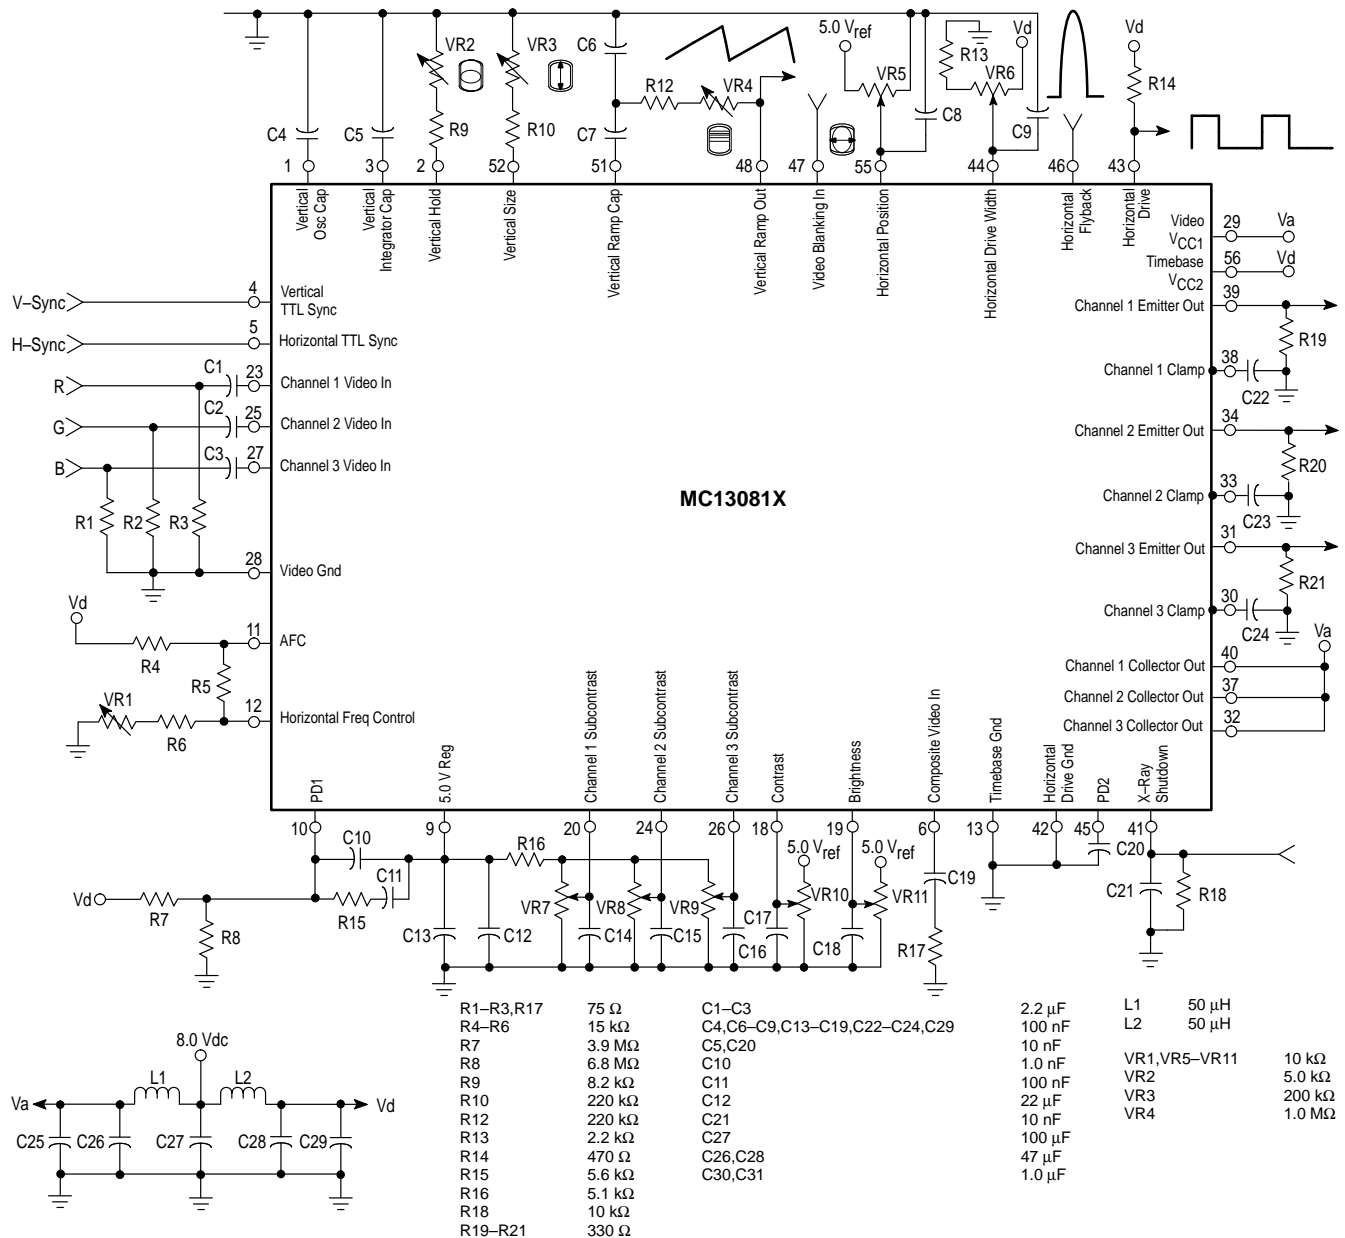 5.0 Vref
Vd
Vd
VR2
VR3
C6
R12
VR4
VR5
R13
VR6
R14
C4
C5
R9
R10
C7
C8
C9
1
3
2
52
51
48
47
55
44
46
43
Vertical
Osc Cap
Vertical
Integrator Cap
Vertical Hold
Vertical Size
Vertical Ramp Cap
Vertical Ramp Out
Video Blanking In
Horizontal Position
Horizontal Drive Width
Horizontal
Flyback
Horizontal
Drive
Video
VCC1
29
Va
Timebase
VCC2
56
Vd
V–Sync
4
Vertical
TTL Sync
H–Sync
5
Horizontal TTL Sync
R
C1
23
Channel 1 Video In
G
C2
25
Channel 2 Video In
B
C3
27
Channel 3 Video In
R1
R2
R3
28
Video Gnd
Vd
R4
11
AFC
R5
VR1
R6
12
Horizontal Freq Control
MC13081X
Channel 1 Emitter Out
39
R19
Channel 1 Clamp
38
C22
Channel 2 Emitter Out
34
R20
Channel 2 Clamp
33
C23
Channel 3 Emitter Out
31
R21
Channel 3 Clamp
30
C24
Va
Channel 1 Collector Out
40
Channel 2 Collector Out
37
Channel 3 Collector Out
32
PD1
5.0 V Reg
Channel 1 Subcontrast
Channel 2 Subcontrast
Channel 3 Subcontrast
Contrast
Brightness
Composite Video In
Timebase Gnd
Horizontal
Drive Gnd
PD2
X–Ray
Shutdown
10
9
20
24
26
18
19
6
13
42
45
41
C10
C11
R16
5.0 Vref
5.0 Vref
C19
C20
C21
R18
Vd
R7
R15
R8
VR7
VR8
VR9
VR10
VR11
C13
C12
C14
C15
C17
C16
C18
R17
R1–R3,R17 75 Ω
R4–R6 15 kΩ
R7 3.9 MΩ
R8 6.8 MΩ
R9 8.2 kΩ
R10 220 kΩ
R12 220 kΩ
R13 2.2 kΩ
R14 470 Ω
R15 5.6 kΩ
R16 5.1 kΩ
R18 10 kΩ
R19–R21 330 Ω
C1–C3 2.2 µF
C4,C6–C9,C13–C19,C22–C24,C29 100 nF
C5,C20 10 nF
C10 1.0 nF
C11 100 nF
C12 22 µF
C21 10 nF
C27 100 µF
C26,C28 47 µF
C30,C31 1.0 µF
L1 50 µH
L2 50 µH
VR1,VR5–VR11 10 kΩ
VR2 5.0 kΩ
VR3 200 kΩ
VR4 1.0 MΩ
8.0 Vdc
L1
L2
Va
Vd
C25
C26
C27
C28
C29